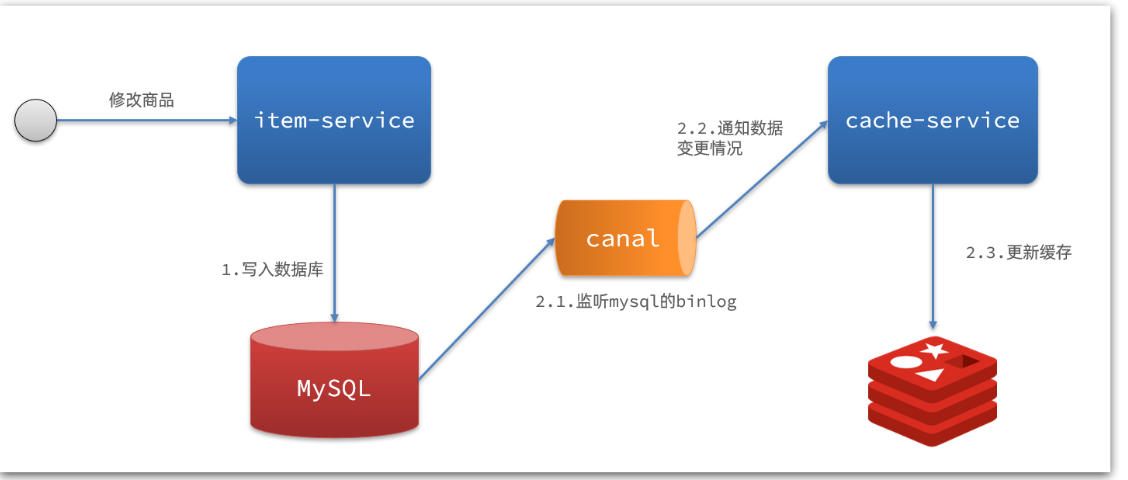 修改商品
item-service
cache-service
2.2.通知数据
变更情况
canal
1.写入数据库
2.1.监听mysql的binlog
2.3.更新缓存
MySQL